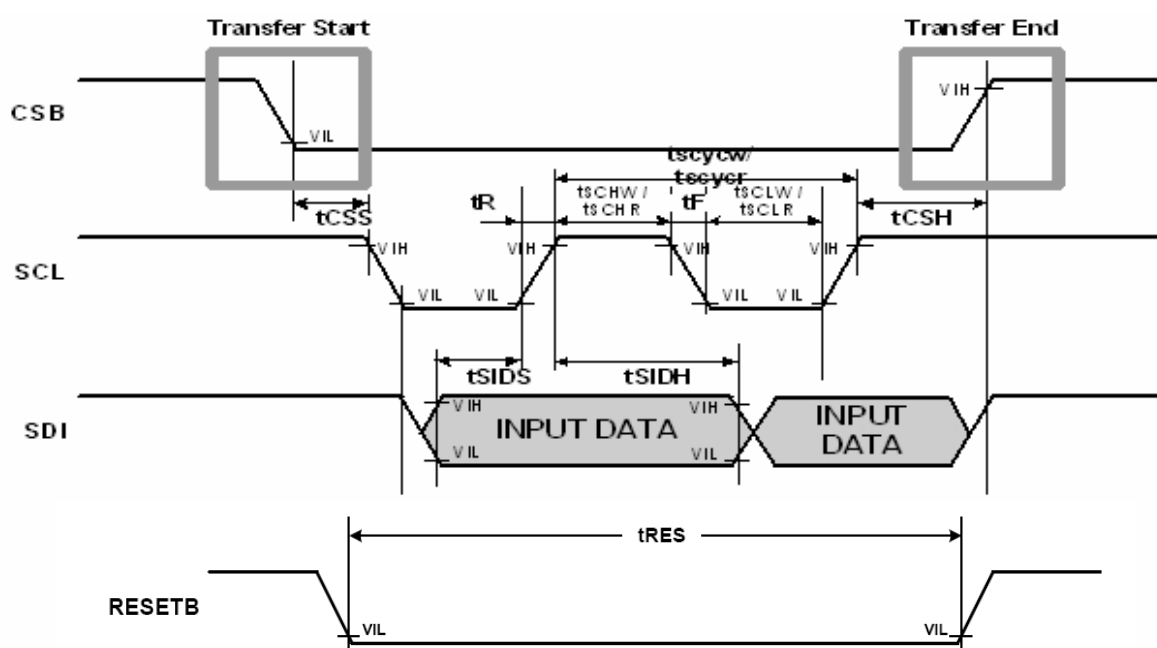 Transfer Start
Transfer End
CSB
VIL
VIH
tscycw/
tscycr
tCSS
tR
tSCHW /
tSCHR
tF
tSCLW /
tSCLR
tCSH
SCL
VIH
VIH
VIH
VIH
VIL
VIL
VIL
VIL
tSIDS
tSIDH
SDI
VIH
VIL
INPUT DATA
VIH
VIL
INPUT
DATA
tRES
RESETB
VIL
VIL